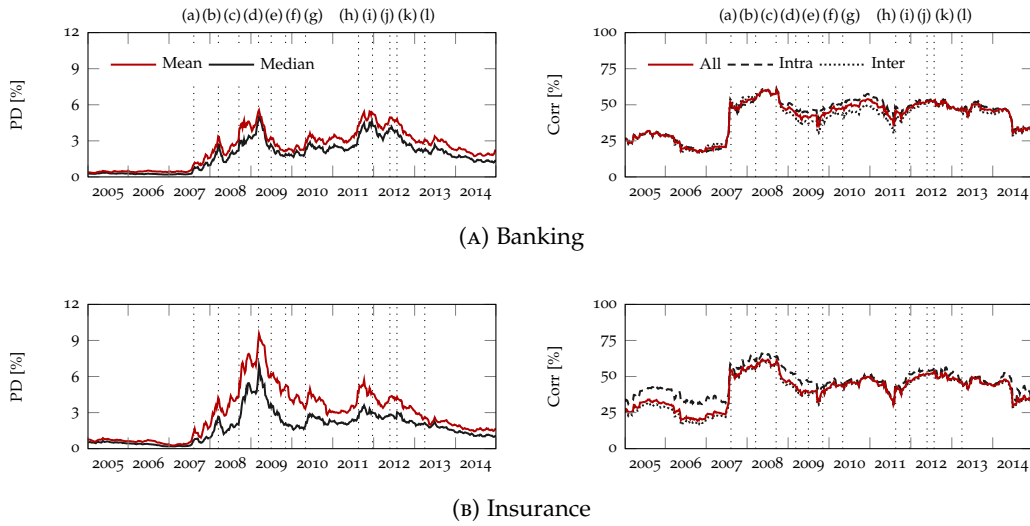 (a) (b) (c) (d) (e) (f) (g) (h) (i) (j) (k) (l)
12
9
6
3
0
PD [%]
Mean Median
2005 2006 2007 2008 2009 2010 2011 2012 2013 2014
(a) (b) (c) (d) (e) (f) (g) (h) (i) (j) (k) (l)
100
75
50
25
0
Corr [%]
All Intra Inter
2005 2006 2007 2008 2009 2010 2011 2012 2013 2014
(A) Banking
12
9
6
3
0
PD [%]
2005 2006 2007 2008 2009 2010 2011 2012 2013 2014
100
75
50
25
0
Corr [%]
2005 2006 2007 2008 2009 2010 2011 2012 2013 2014
(B) Insurance